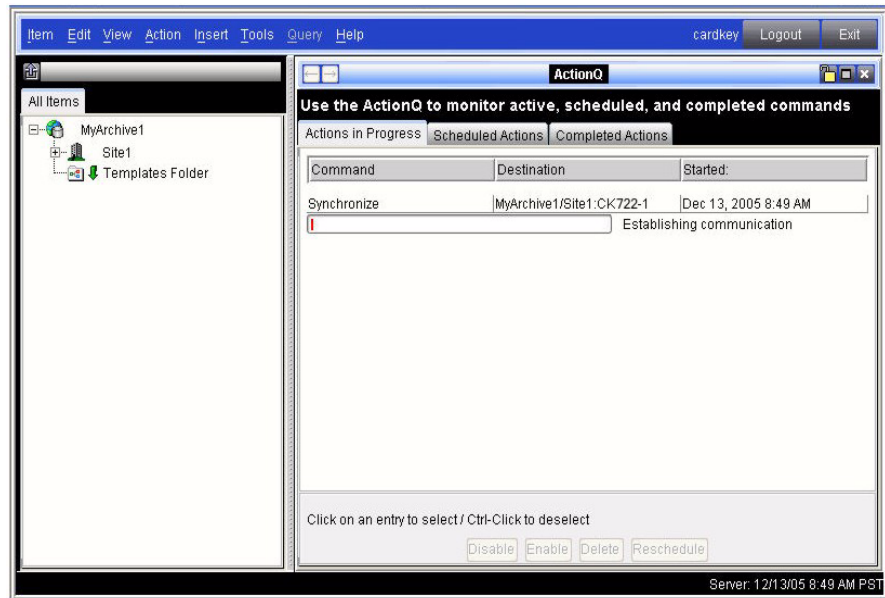 Item Edit View Action Insert Tools Query Help cardkey Logout Exit
All Items
MyArchive1
Site1
Templates Folder
ActionQ
Use the ActionQ to monitor active, scheduled, and completed commands
Actions in Progress Scheduled Actions Completed Actions
Command Destination Started:
Synchronize MyArchive1/Site1:CK722-1 Dec 13, 2005 8:49 AM
Establishing communication
Click on an entry to select / Ctrl-Click to deselect
Disable Enable Delete Reschedule
Server: 12/13/05 8:49 AM PST